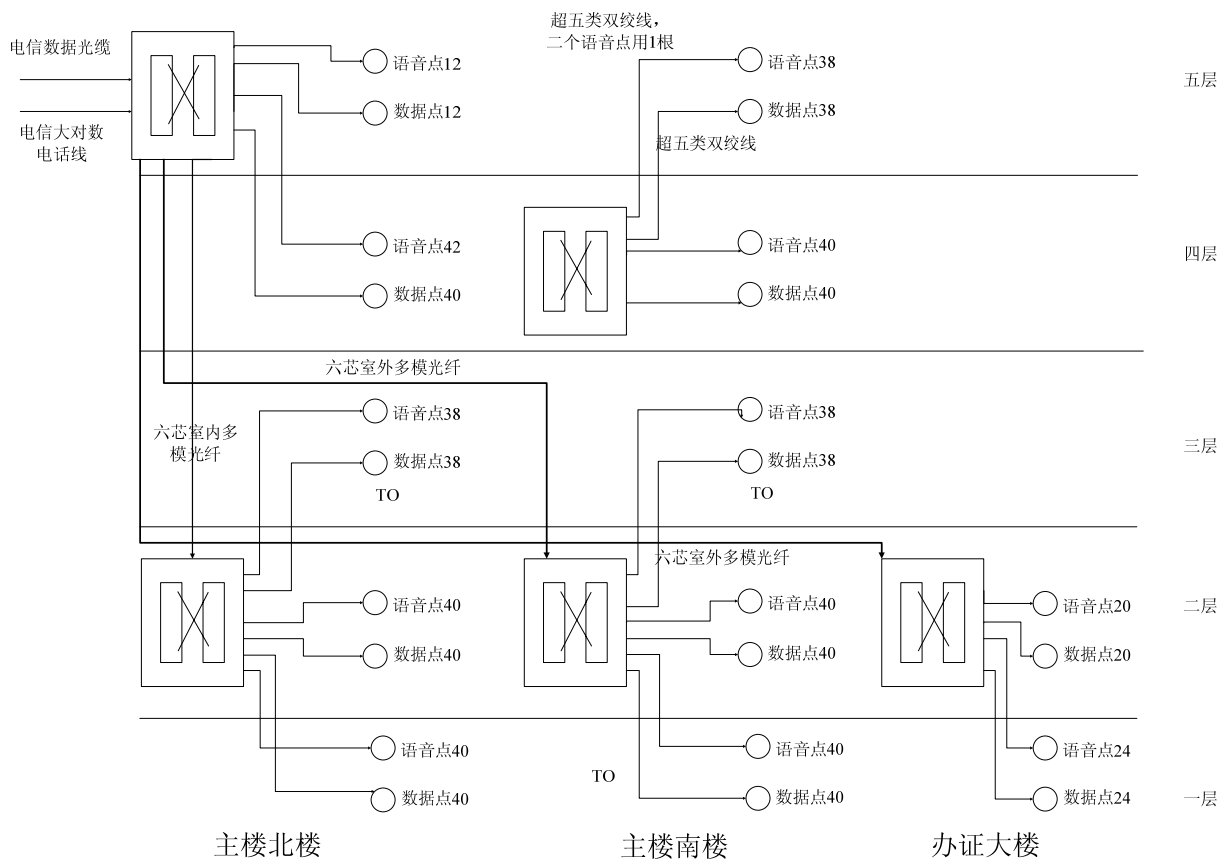 超五类双绞线，
二个语音点用1根
电信数据光缆
电信大对数
电话线
语音点12
数据点12
语音点38
数据点38
超五类双绞线
五层
语音点42
数据点40
语音点40
数据点40
四层
六芯室外多模光纤
六芯室内多
模光纤
语音点38
数据点38
TO
语音点38
数据点38
TO
三层
六芯室外多模光纤
语音点40
数据点40
语音点40
数据点40
语音点20
数据点20
二层
语音点40
数据点40
TO
语音点40
数据点40
语音点24
数据点24
一层
主楼北楼
主楼南楼
办证大楼